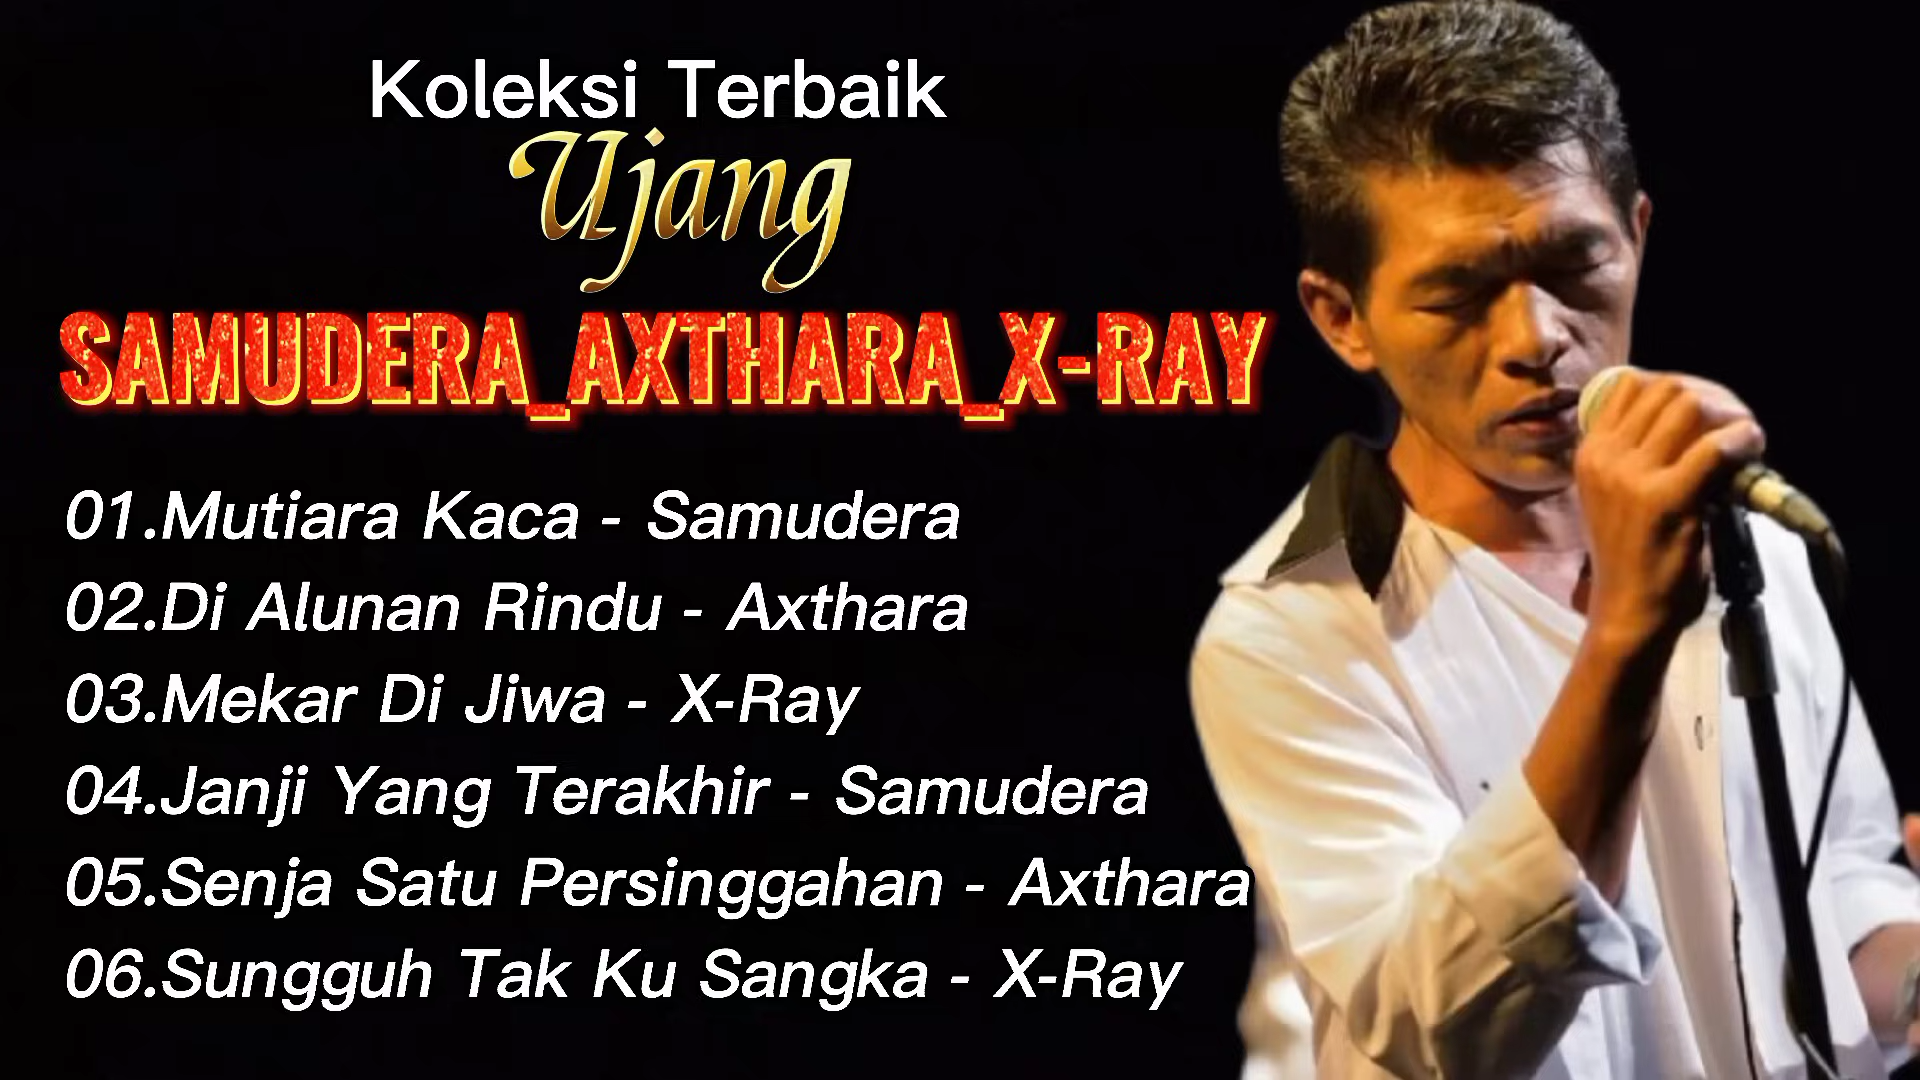 Koleksi Terbaik
Ujang
SAMUDERA_AXTHARA_X-RAY
01.Mutiara Kaca - Samudera
02.Di Alunan Rindu - Axthara
03.Mekar Di Jiwa - X-Ray
04.Janji Yang Terakhir - Samudera
05.Senja Satu Persinggahan - Axthara
06.Sungguh Tak Ku Sangka - X-Ray